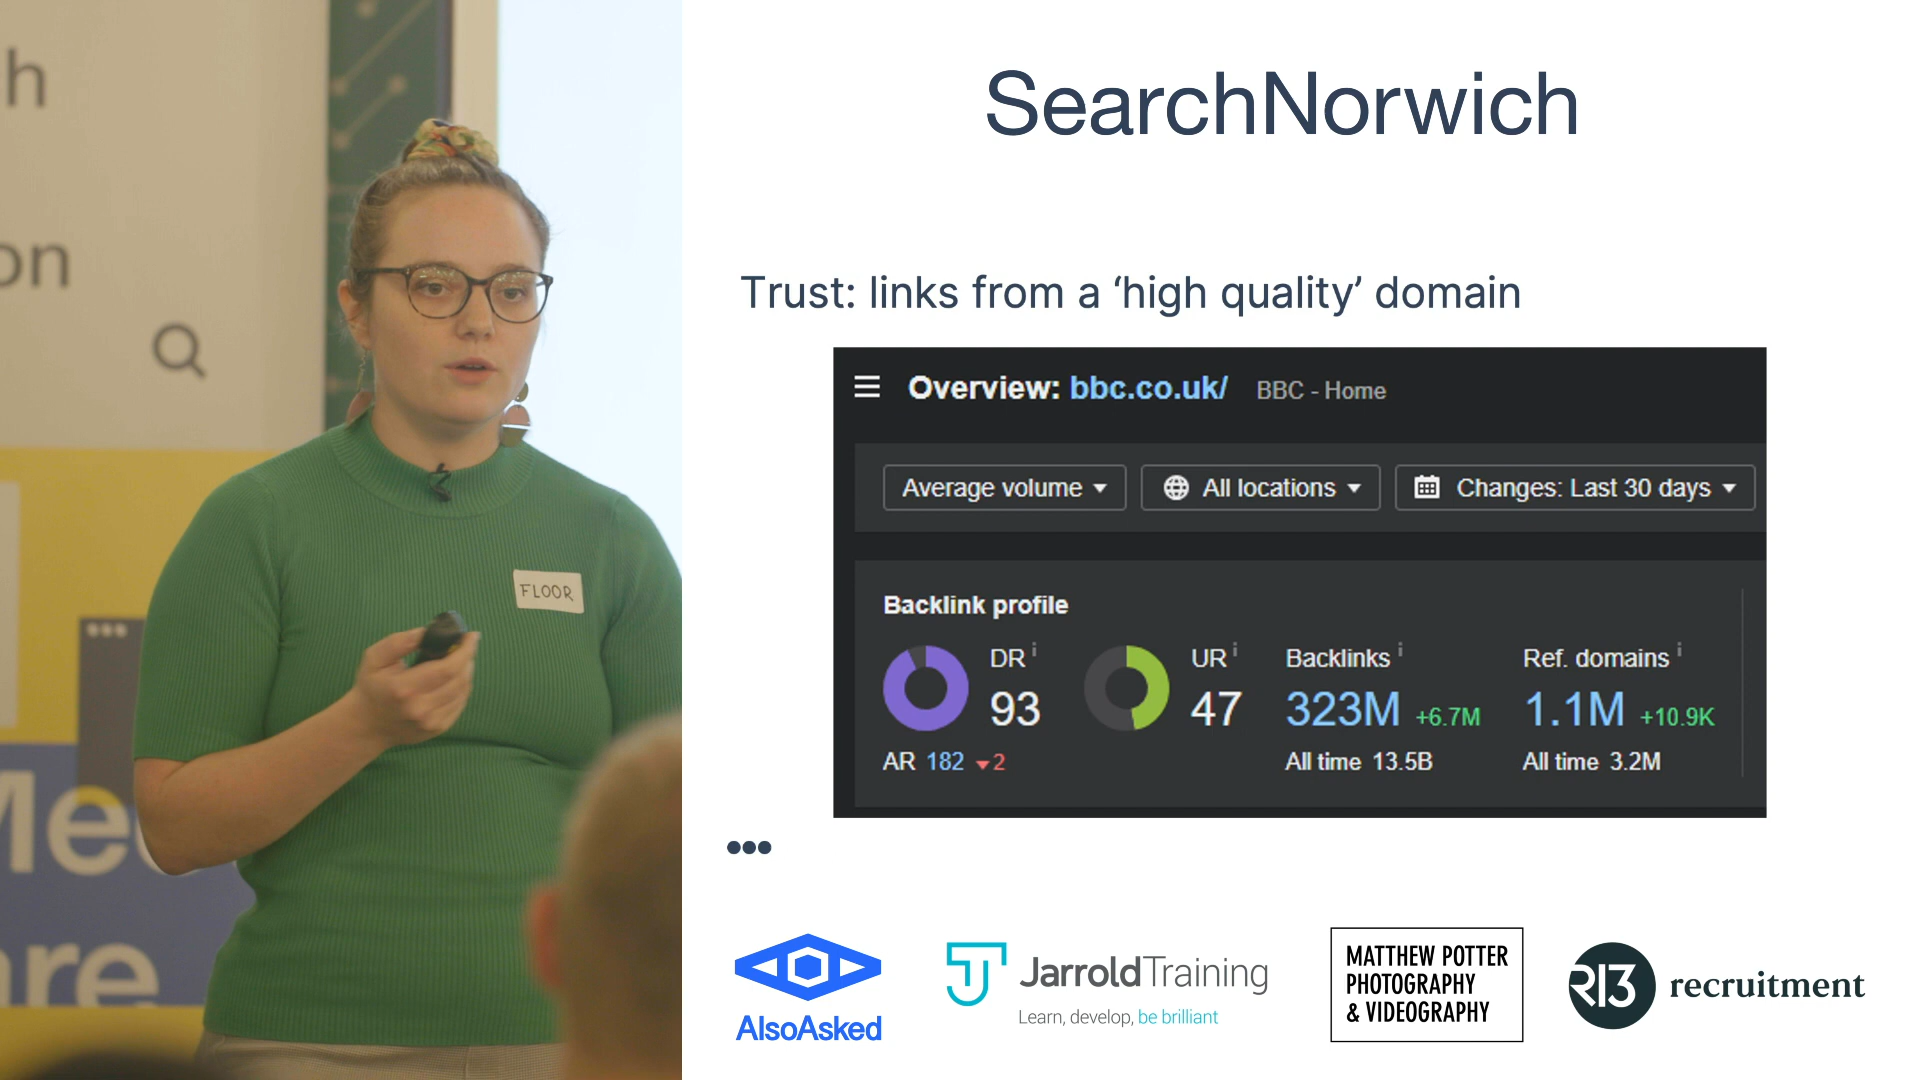 h
on
FLOOR
Me
are
SearchNorwich
Trust: links from a ‘high quality’ domain
Overview: bbc.co.uk/ BBC - Home
Average volume All locations Changes: Last 30 days
Backlink profile
DR i UR i Backlinks i Ref. domains i
93 47 323M +6.7M 1.1M +10.9K
AR 182 2 All time 13.5B All time 3.2M
•••
AlsoAsked
JarroldTraining
Learn, develop, be brilliant
MATTHEW POTTER
PHOTOGRAPHY
& VIDEOGRAPHY
R13 recruitment